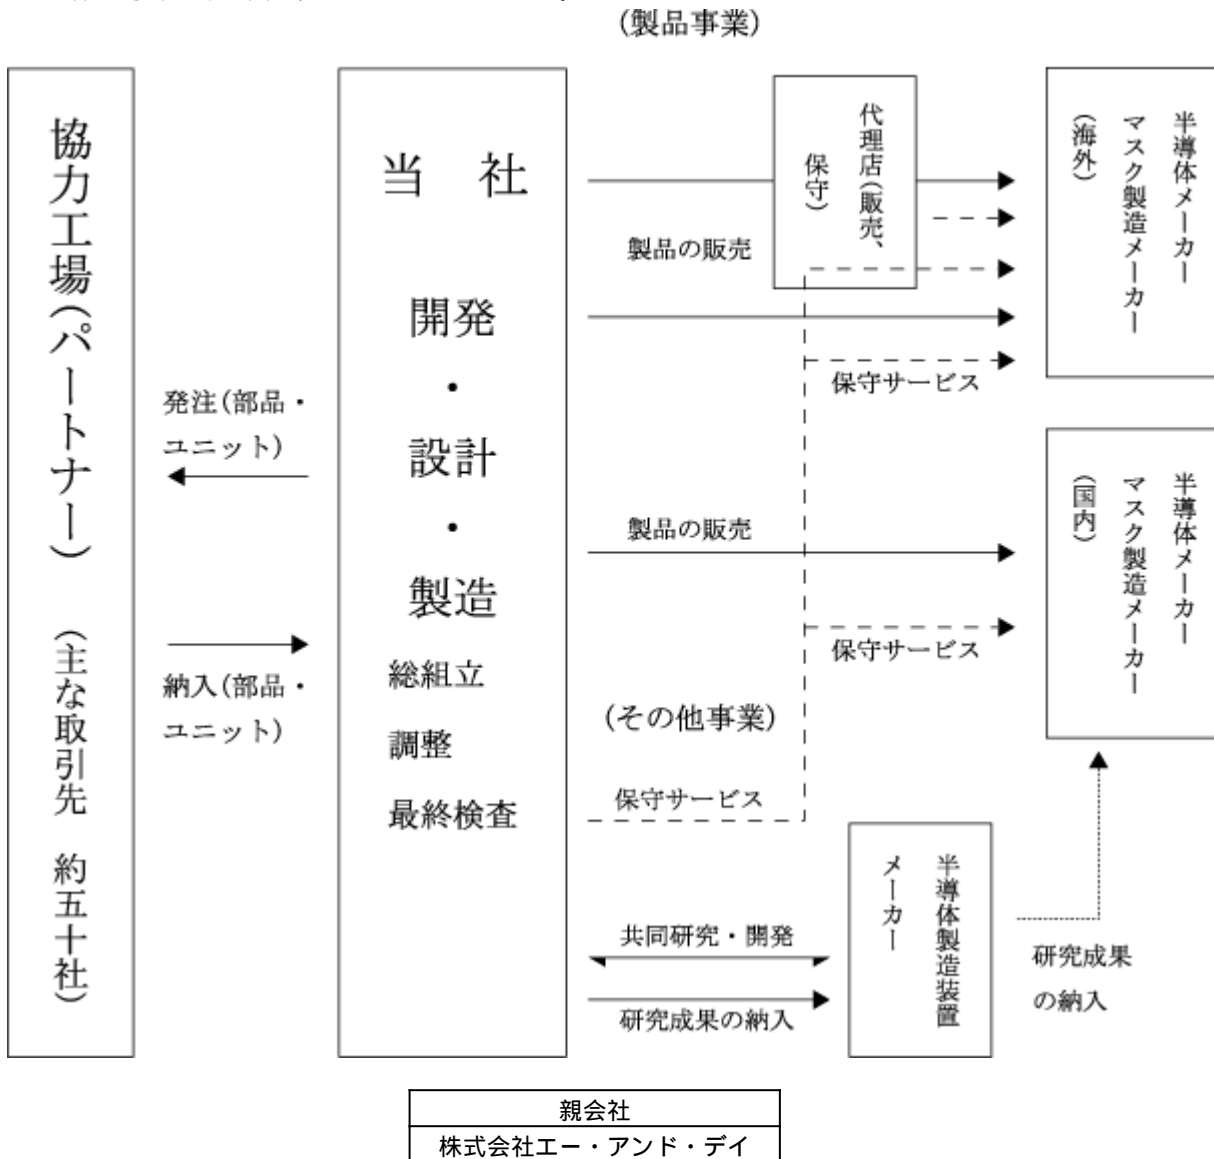 (製品事業)
協力工場(パートナー) (主な取引先 約五十社)
発注(部品・
ユニット)
納入(部品・
ユニット)
当 社
開発
・
設計
・
製造
総組立
調整
最終検査
製品の販売
代理店(販売、
保守)
保守サービス
半導体メーカー
マスク製造メーカー
(海外)
製品の販売
保守サービス
半導体メーカー
マスク製造メーカー
(国内)
(その他事業)
保守サービス
共同研究・開発
研究成果の納入
半導体製造装置
メーカー
研究成果
の納入
親会社
株式会社エー・アンド・デイ